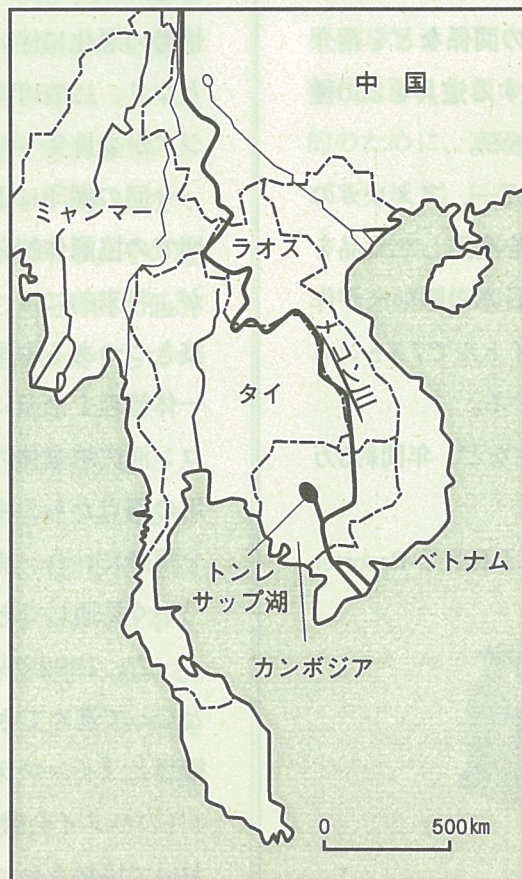 中国
ミャンマー
ラオス
メコン川
タイ
ベトナム
トンレ
サップ湖
カンボジア
0 500km